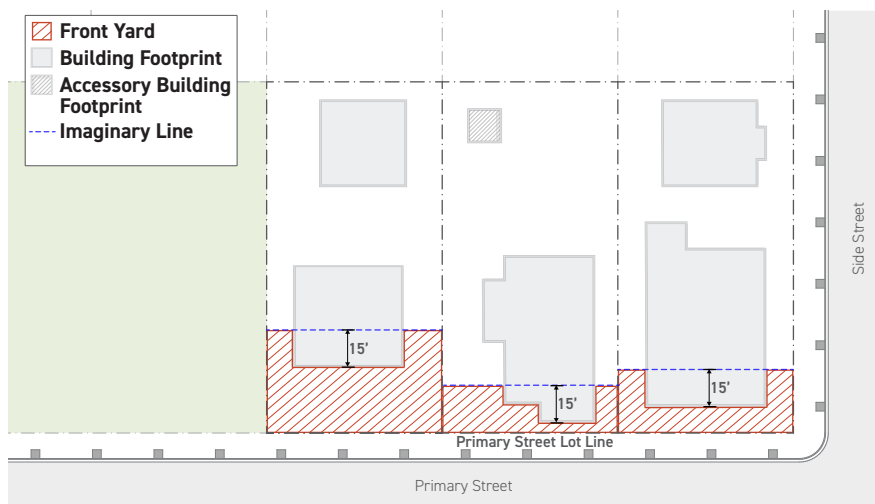 Front Yard
Building Footprint
Accessory Building
Footprint
Imaginary Line
Side Street
15'
15'
15'
Primary Street Lot Line
Primary Street